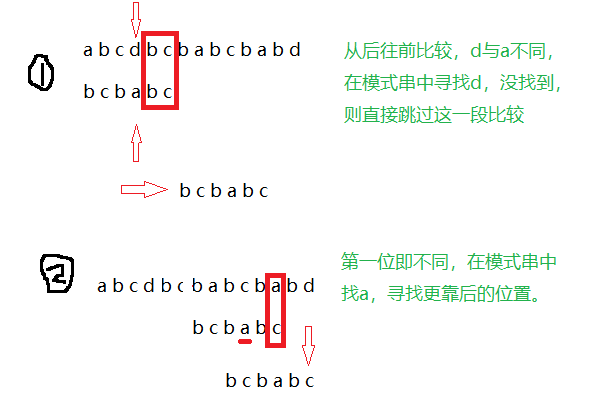 ①
a b c d b c b a b c b a b d
b c b a b c
b c b a b c
从后往前比较，d与a不同，
在模式串中寻找d，没找到，
则直接跳过这一段比较
2
a b c d b c b a b c b a b d
b c b a b c
b c b a b c
第一位即不同，在模式串中
找a，寻找更靠后的位置。